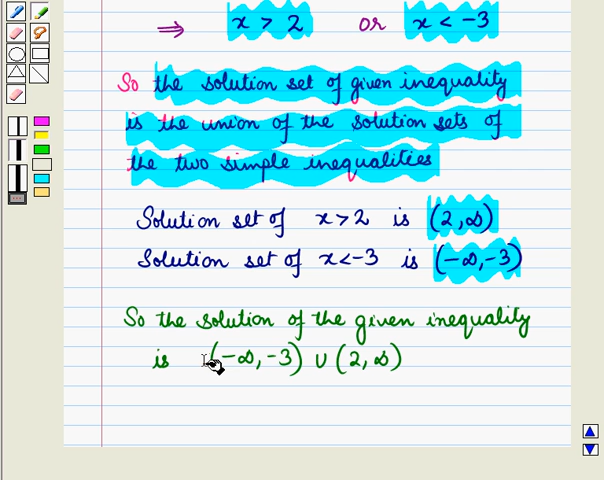 ⇒ x > 2 or x < -3
So the solution set of given inequality
is the union of the solution sets of
the two simple inequalities
Solution set of x > 2 is (2, ∞)
Solution set of x < -3 is (-∞, -3)
So the solution of the given inequality
is (-∞, -3) ∪ (2, ∞)